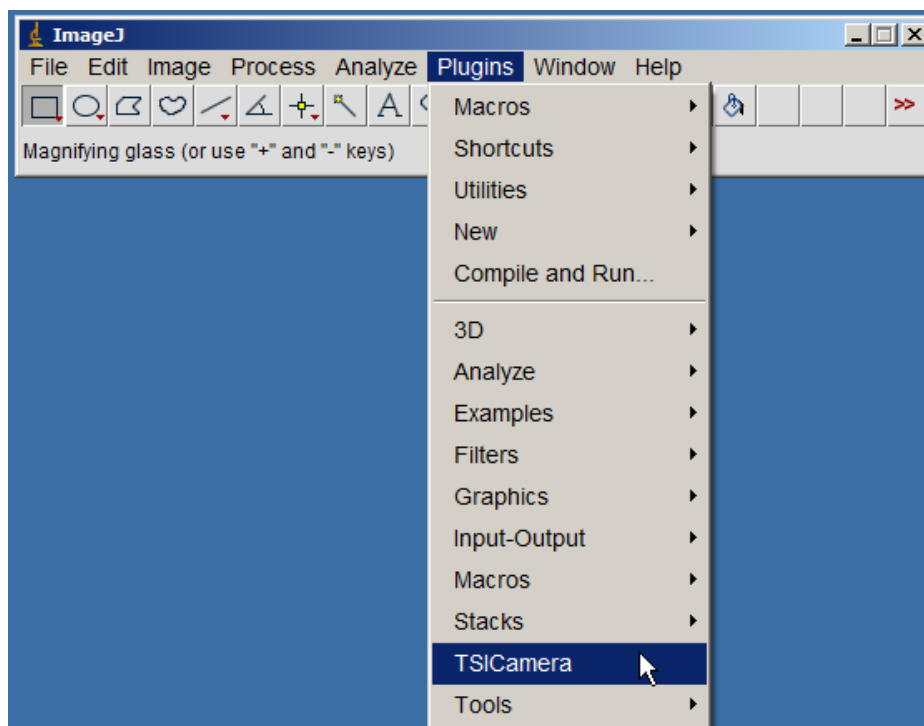 ImageJ
File Edit Image Process Analyze Plugins Window Help
A >>
Magnifying glass (or use "+" and "-" keys)
Macros
Shortcuts
Utilities
New
Compile and Run...
3D
Analyze
Examples
Filters
Graphics
Input-Output
Macros
Stacks
TSICamera
Tools